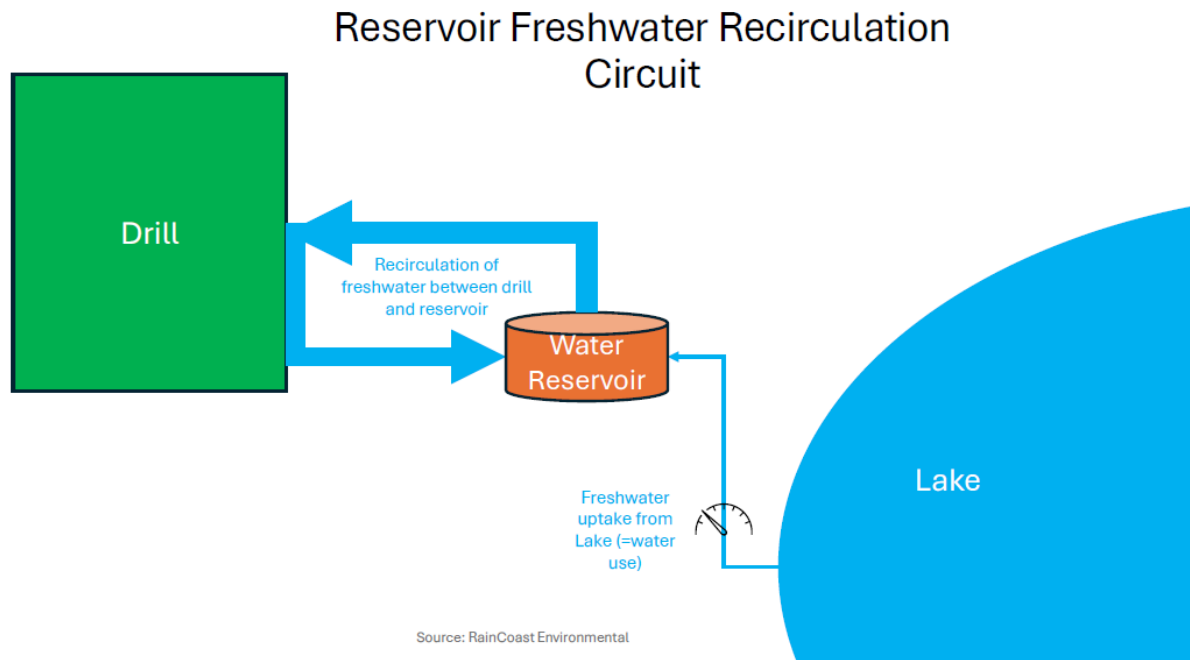 Reservoir Freshwater Recirculation
Circuit
Drill
Recirculation of
freshwater between drill
and reservoir
Water
Reservoir
Lake
Freshwater
uptake from
Lake (=water
use)
Source: RainCoast Environmental